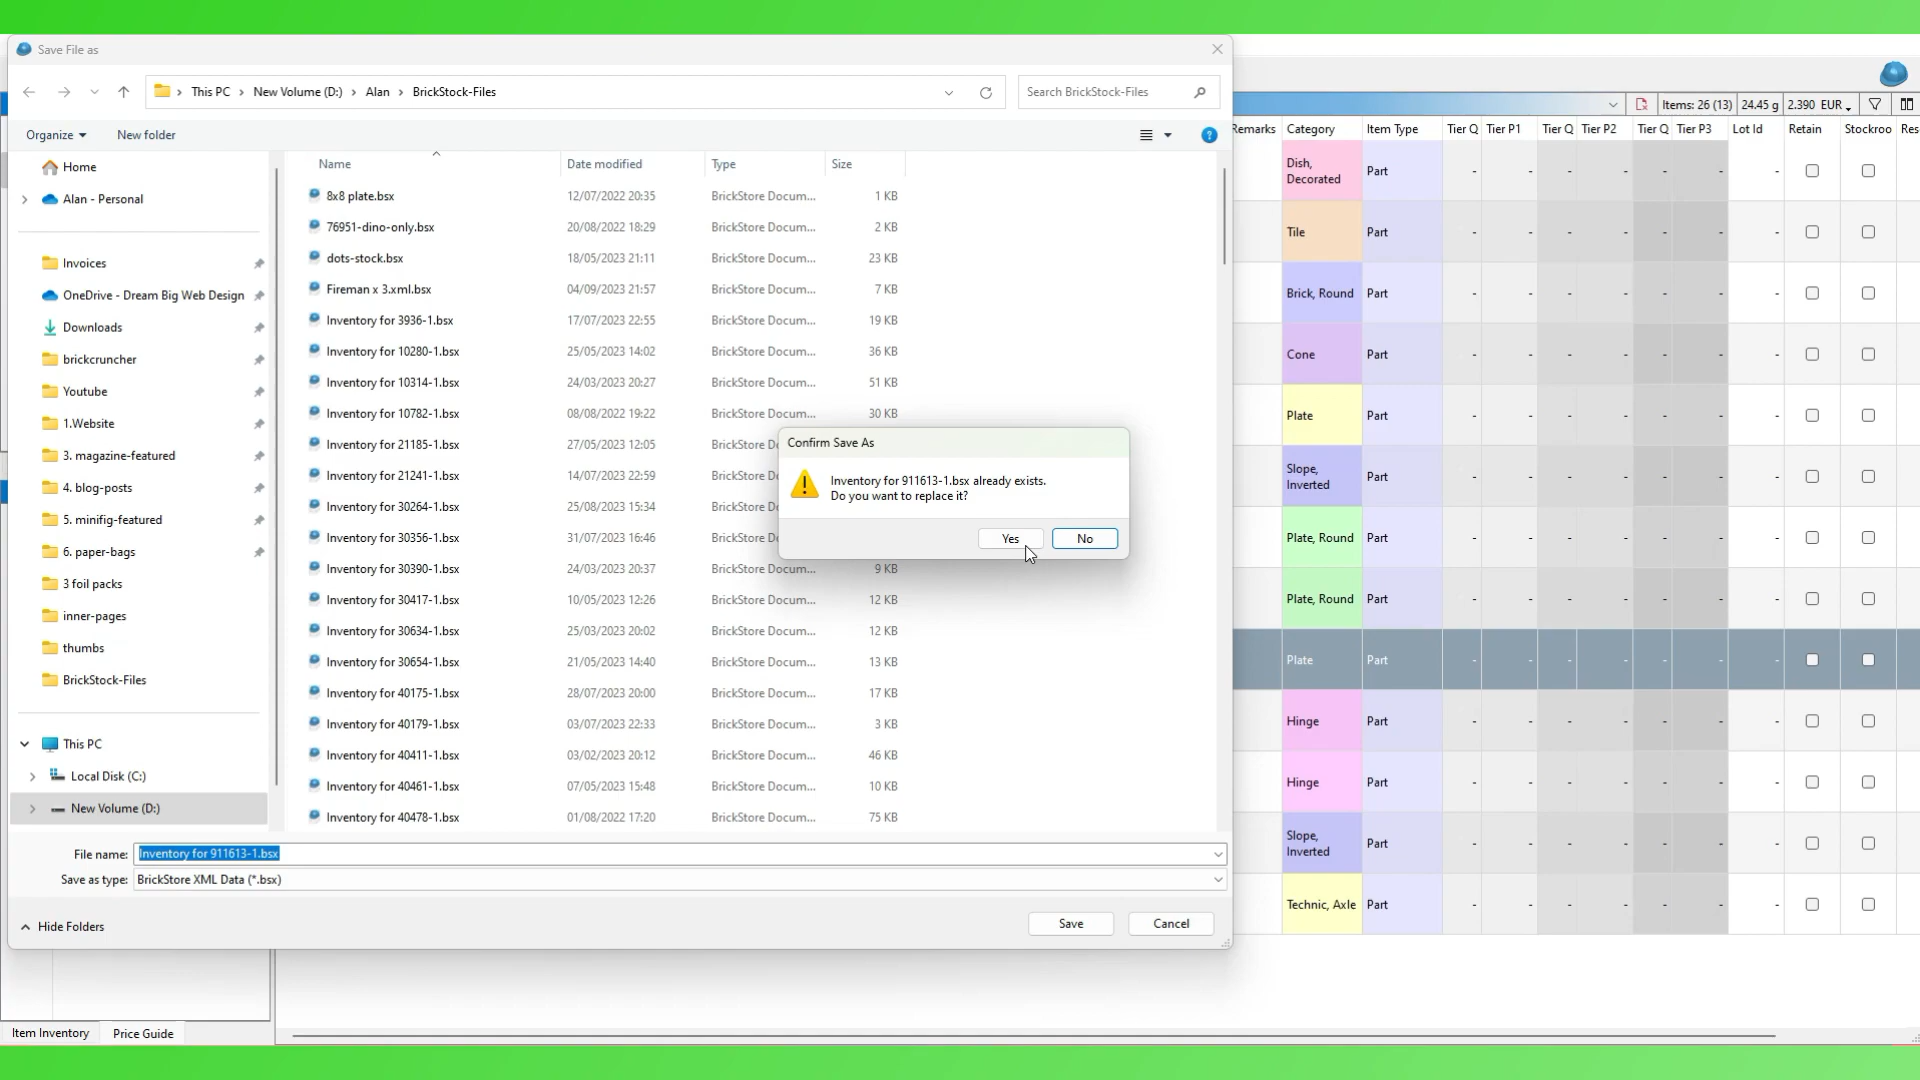 Save File as
This PC > New Volume (D:) > Alan > BrickStock-Files
Search BrickStock-Files
Organize
New folder
Home
Alan - Personal
Invoices
OneDrive - Dream Big Web Design
Downloads
brickcruncher
Youtube
1.Website
3. magazine-featured
4. blog-posts
5. minifig-featured
6. paper-bags
3 foil packs
inner-pages
thumbs
BrickStock-Files
This PC
Local Disk (C:)
New Volume (D:)
Name Date modified Type Size
8x8 plate.bsx 12/07/2022 20:35 BrickStore Docum... 1 KB
76951-dino-only.bsx 20/08/2022 18:29 BrickStore Docum... 2 KB
dots-stock.bsx 18/05/2023 21:11 BrickStore Docum... 23 KB
Fireman x 3.xml.bsx 04/09/2023 21:57 BrickStore Docum... 7 KB
Inventory for 3936-1.bsx 17/07/2023 22:55 BrickStore Docum... 19 KB
Inventory for 10280-1.bsx 25/05/2023 14:02 BrickStore Docum... 36 KB
Inventory for 10314-1.bsx 24/03/2023 20:27 BrickStore Docum... 51 KB
Inventory for 10782-1.bsx 08/08/2022 19:22 BrickStore Docum... 30 KB
Inventory for 21185-1.bsx 27/05/2023 12:05 BrickStore D
Inventory for 21241-1.bsx 14/07/2023 22:59 BrickStore D
Inventory for 30264-1.bsx 25/08/2023 15:34 BrickStore D
Inventory for 30356-1.bsx 31/07/2023 16:46 BrickStore D
Inventory for 30390-1.bsx 24/03/2023 20:37 BrickStore Docum... 9 KB
Inventory for 30417-1.bsx 10/05/2023 12:26 BrickStore Docum... 12 KB
Inventory for 30634-1.bsx 25/03/2023 20:02 BrickStore Docum... 12 KB
Inventory for 30654-1.bsx 21/05/2023 14:40 BrickStore Docum... 13 KB
Inventory for 40175-1.bsx 28/07/2023 20:00 BrickStore Docum... 17 KB
Inventory for 40179-1.bsx 03/07/2023 22:33 BrickStore Docum... 3 KB
Inventory for 40411-1.bsx 03/02/2023 20:12 BrickStore Docum... 46 KB
Inventory for 40461-1.bsx 07/05/2023 15:48 BrickStore Docum... 10 KB
Inventory for 40478-1.bsx 01/08/2022 17:20 BrickStore Docum... 75 KB
Confirm Save As
Inventory for 911613-1.bsx already exists.
Do you want to replace it?
Yes No
File name: Inventory for 911613-1.bsx
Save as type: BrickStore XML Data (*.bsx)
Hide Folders
Save Cancel
Items: 26 (13) 24.45 g 2.390 EUR
Remarks Category Item Type Tier Q Tier P1 Tier Q Tier P2 Tier Q Tier P3 Lot Id Retain Stockroo Res
Dish,
Decorated Part - - - - - - -
Tile Part - - - - - - -
Brick, Round Part - - - - - - -
Cone Part - - - - - - -
Plate Part - - - - - - -
Slope,
Inverted Part - - - - - - -
Plate, Round Part - - - - - - -
Plate, Round Part - - - - - - -
Plate Part - - - - - - -
Hinge Part - - - - - - -
Hinge Part - - - - - - -
Slope,
Inverted Part - - - - - - -
Technic, Axle Part - - - - - - -
Item Inventory Price Guide